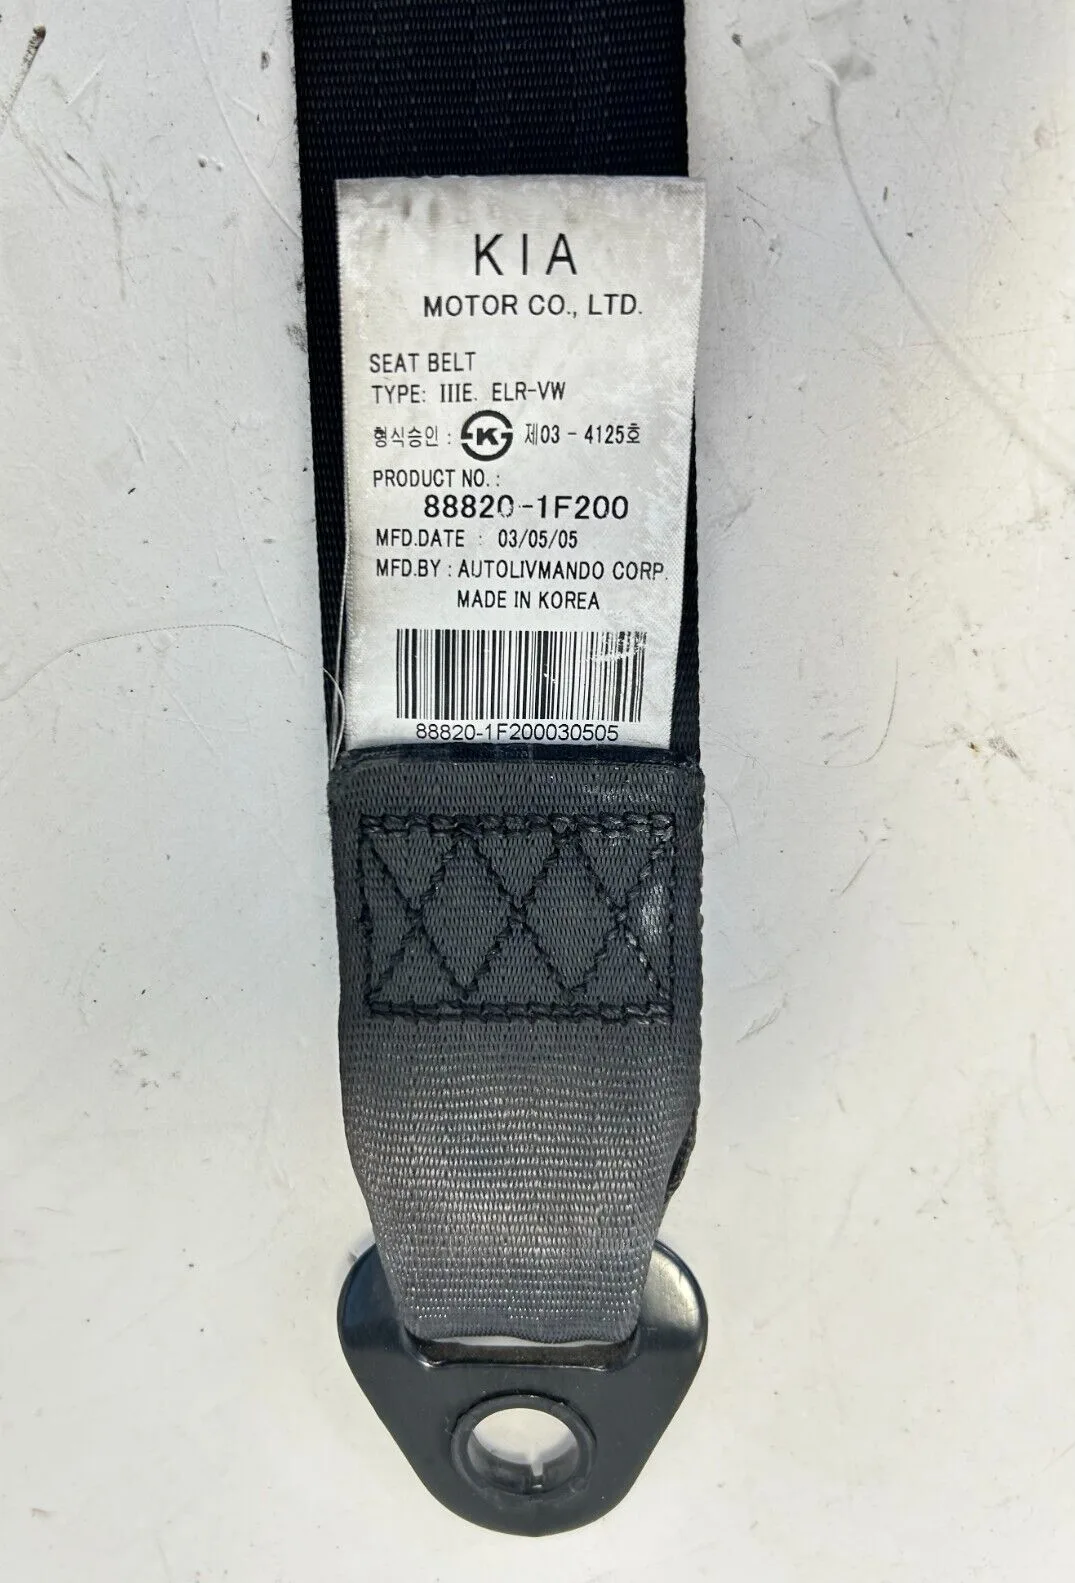 KIA
MOTOR CO., LTD.
SEAT BELT
TYPE: IIIE. ELR-VW
형식승인 : K 제03 - 4125호
PRODUCT NO. :
88820-1F200
MFD.DATE : 03/05/05
MFD.BY : AUTOLIVMANDO CORP.
MADE IN KOREA
88820-1F200030505